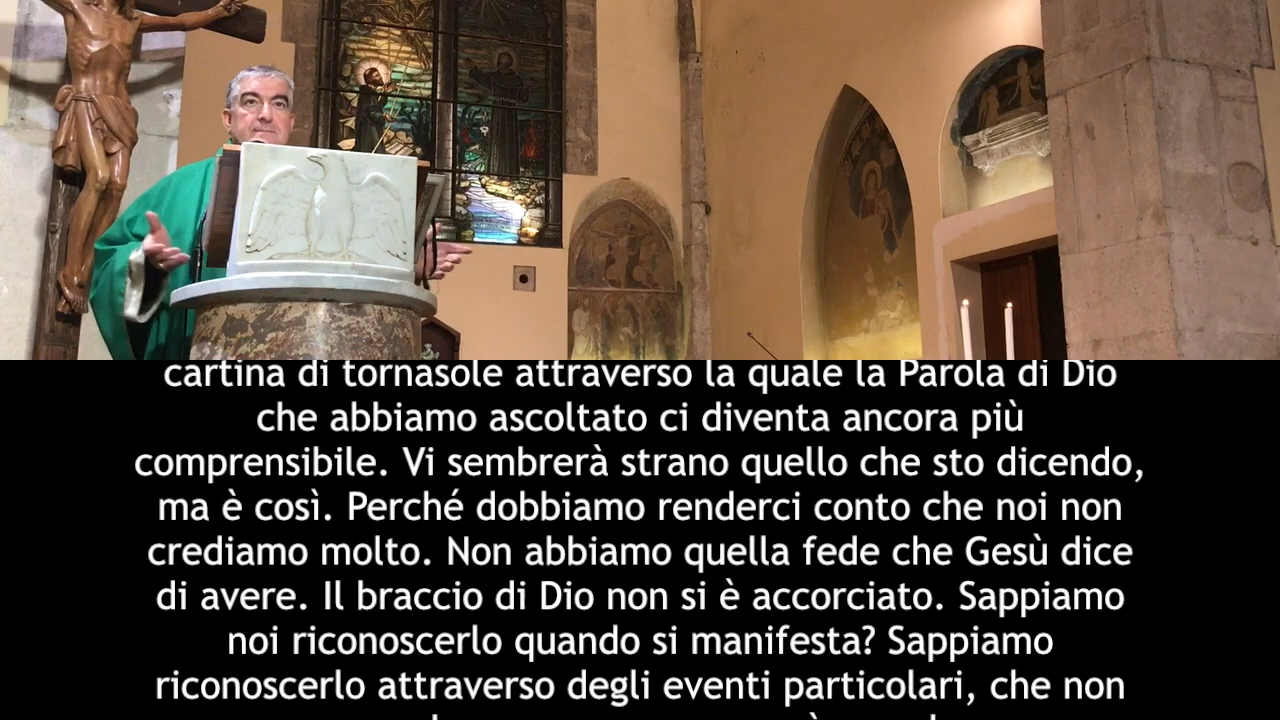 cartina di tornasole attraverso la quale la Parola di Dio
che abbiamo ascoltato ci diventa ancora più
comprensibile. Vi sembrerà strano quello che sto dicendo,
ma è così. Perché dobbiamo renderci conto che noi non
crediamo molto. Non abbiamo quella fede che Gesù dice
di avere. Il braccio di Dio non si è accorciato. Sappiamo
noi riconoscerlo quando si manifesta? Sappiamo
riconoscerlo attraverso degli eventi particolari, che non